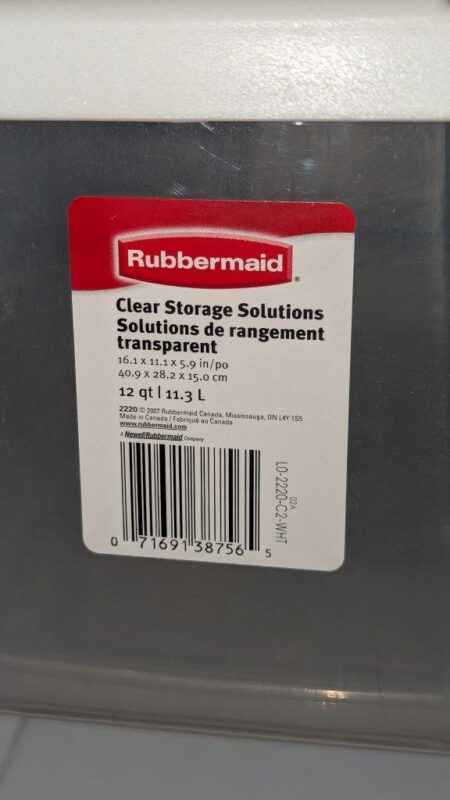 Rubbermaid®
Clear Storage Solutions
Solutions de rangement
transparent
16.1 x 11.1 x 5.9 in/po
40.9 x 28.2 x 15.0 cm
12 qt | 11.3 L
2220 © 2007 Rubbermaid Canada, Mississauga, ON L4Y 1S5
Made in Canada / Fabriqué au Canada
www.rubbermaid.com
A NewellRubbermaid Company
02A
L0-2220-C2-WHT
0 71691 38756 5